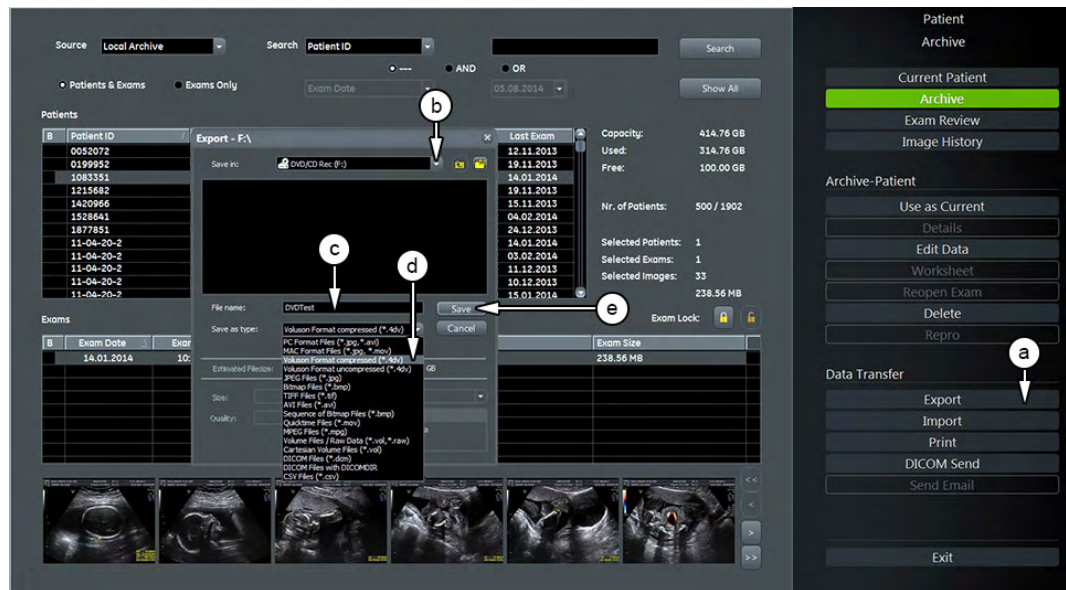 Source Local Archive Search Patient ID Search
--- AND OR
Patients & Exams Exams Only Exam Date 05.08.2014 Show All
Patients
B Patient ID / Last Exam
0052072 12.11.2013
0199952 19.11.2013
1083351 14.01.2014
1215682 19.11.2013
1420966 15.11.2013
1528641 04.02.2014
1877851 24.12.2013
11-04-20-2 14.01.2014
11-04-20-2 03.02.2014
11-04-20-2 11.12.2013
11-04-20-2 10.12.2013
11-04-20-2 15.01.2014
Capacity: 414.76 GB
Used: 314.76 GB
Free: 100.00 GB
Nr. of Patients: 500 / 1902
Selected Patients: 1
Selected Exams: 1
Selected Images: 33
238.56 MB
Exam Lock:
Export - F:\ ×
Save in: DVD/CD Rec (F:)
File name: DVDTest Save
Save as type: Voluson Format compressed (*.4dv) Cancel
PC Format Files (*.jpg,*.avi)
MAC Format Files (*.jpg, *.mov)
Voluson Format compressed (*.4dv)
Voluson Format uncompressed (*.4dv)
JPEG Files (*.jpg)
Bitmap Files (*.bmp)
TIFF Files (*.tif)
AVI Files (*.avi)
Sequence of Bitmap Files (*.bmp)
Quicktime Files (*.mov)
MPEG Files (*.mpg)
Volume Files / Raw Data (*.vol,*.raw)
Cartesian Volume Files (*.vol)
DICOM Files (*.dcm)
DICOM Files with DICOMDIR
CSV Files (*.csv)
Estimated Filesize: GB
Size:
Quality:
Exams
B Exam Date Exam Exam Size
14.01.2014 10: 238.56 MB
<<
<
>
>>
Patient
Archive
Current Patient
Archive
Exam Review
Image History
Archive-Patient
Use as Current
Details
Edit Data
Worksheet
Reopen Exam
Delete
Repro
Data Transfer
Export
Import
Print
DICOM Send
Send Email
Exit
a
b
c
d
e